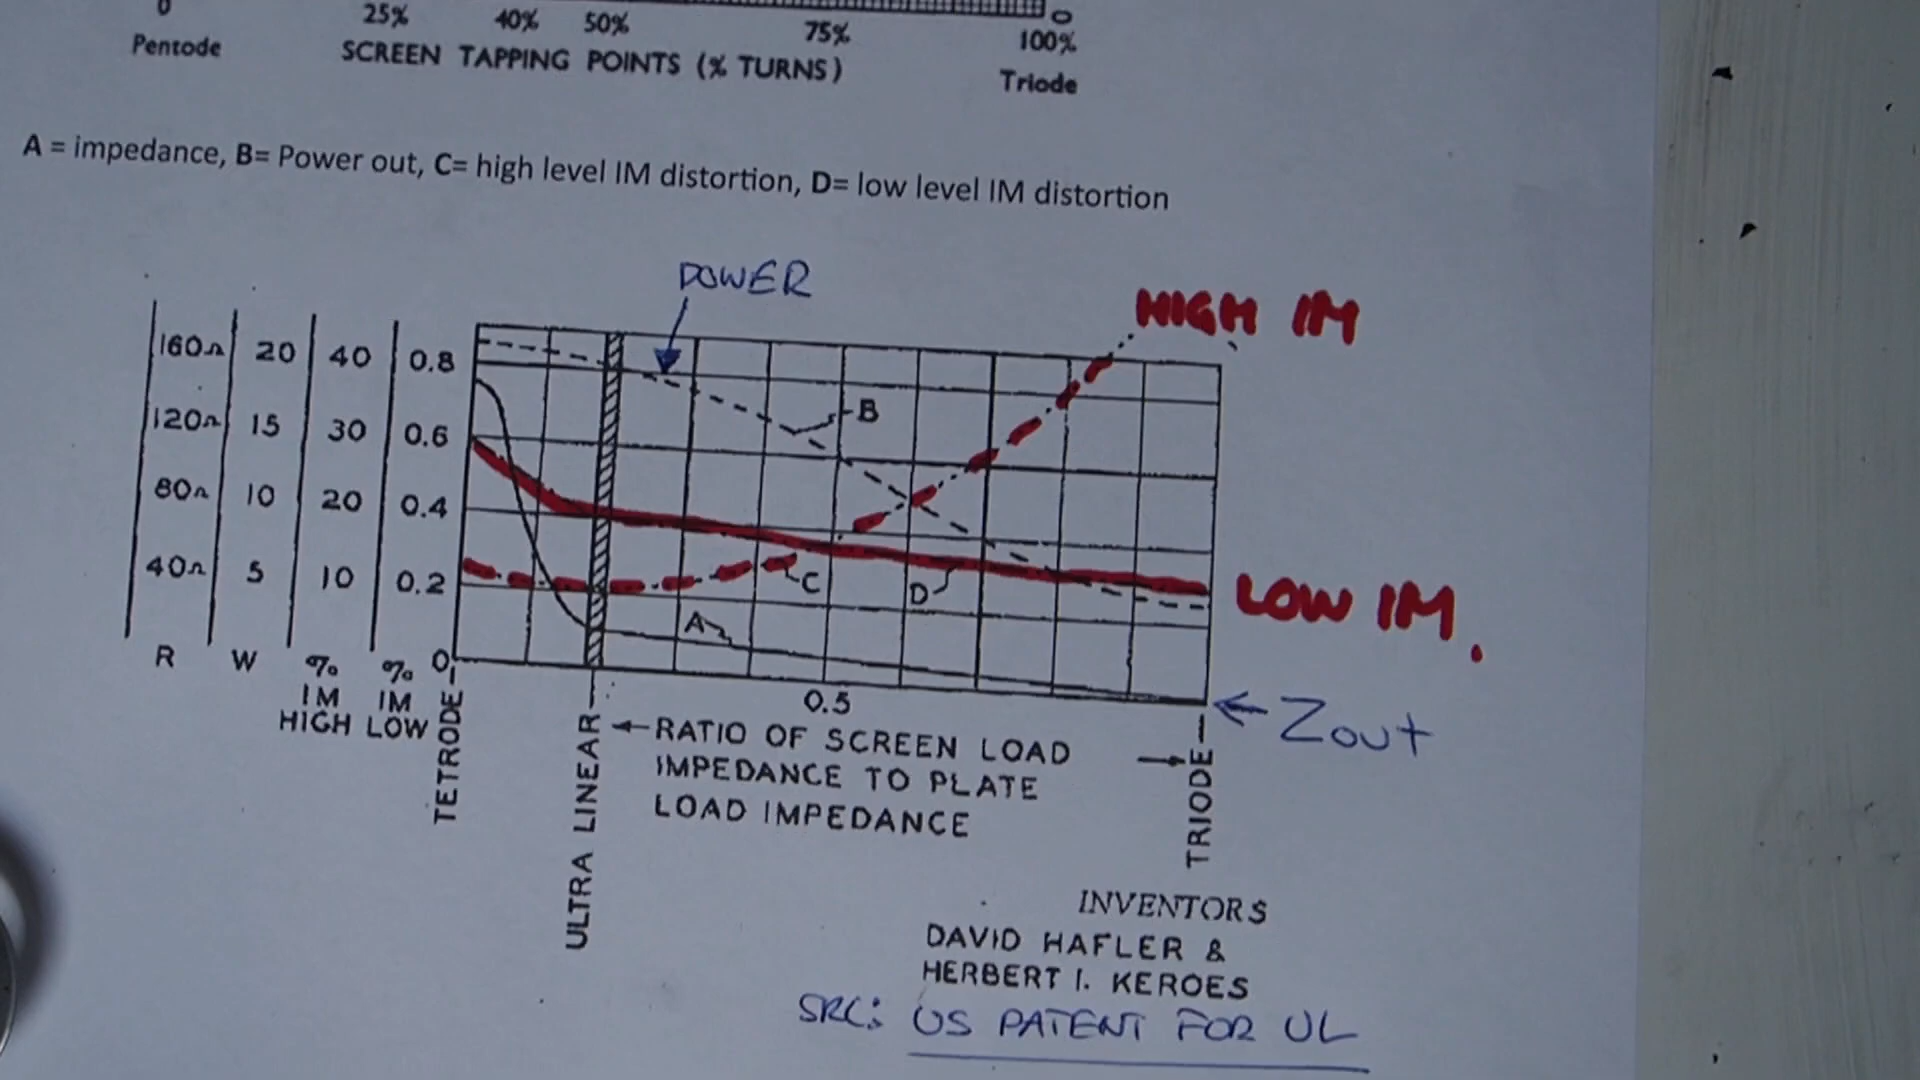 0
25% 40% 50% 75% 100%
Pentode SCREEN TAPPING POINTS (% TURNS) Triode
A = impedance, B= Power out, C= high level IM distortion, D= low level IM distortion
POWER
HIGH IM
160Ω 20 40 0.8
B
120Ω 15 30 0.6
80Ω 10 20 0.4
40Ω 5 10 0.2
C
D
LOW IM.
A
0
R W % IM HIGH % IM LOW
TETRODE
ULTRA LINEAR
0.5
← RATIO OF SCREEN LOAD →
IMPEDANCE TO PLATE
LOAD IMPEDANCE
TRIODE
← Zout
INVENTORS
DAVID HAFLER &
HERBERT I. KEROES
SRC: US PATENT FOR UL